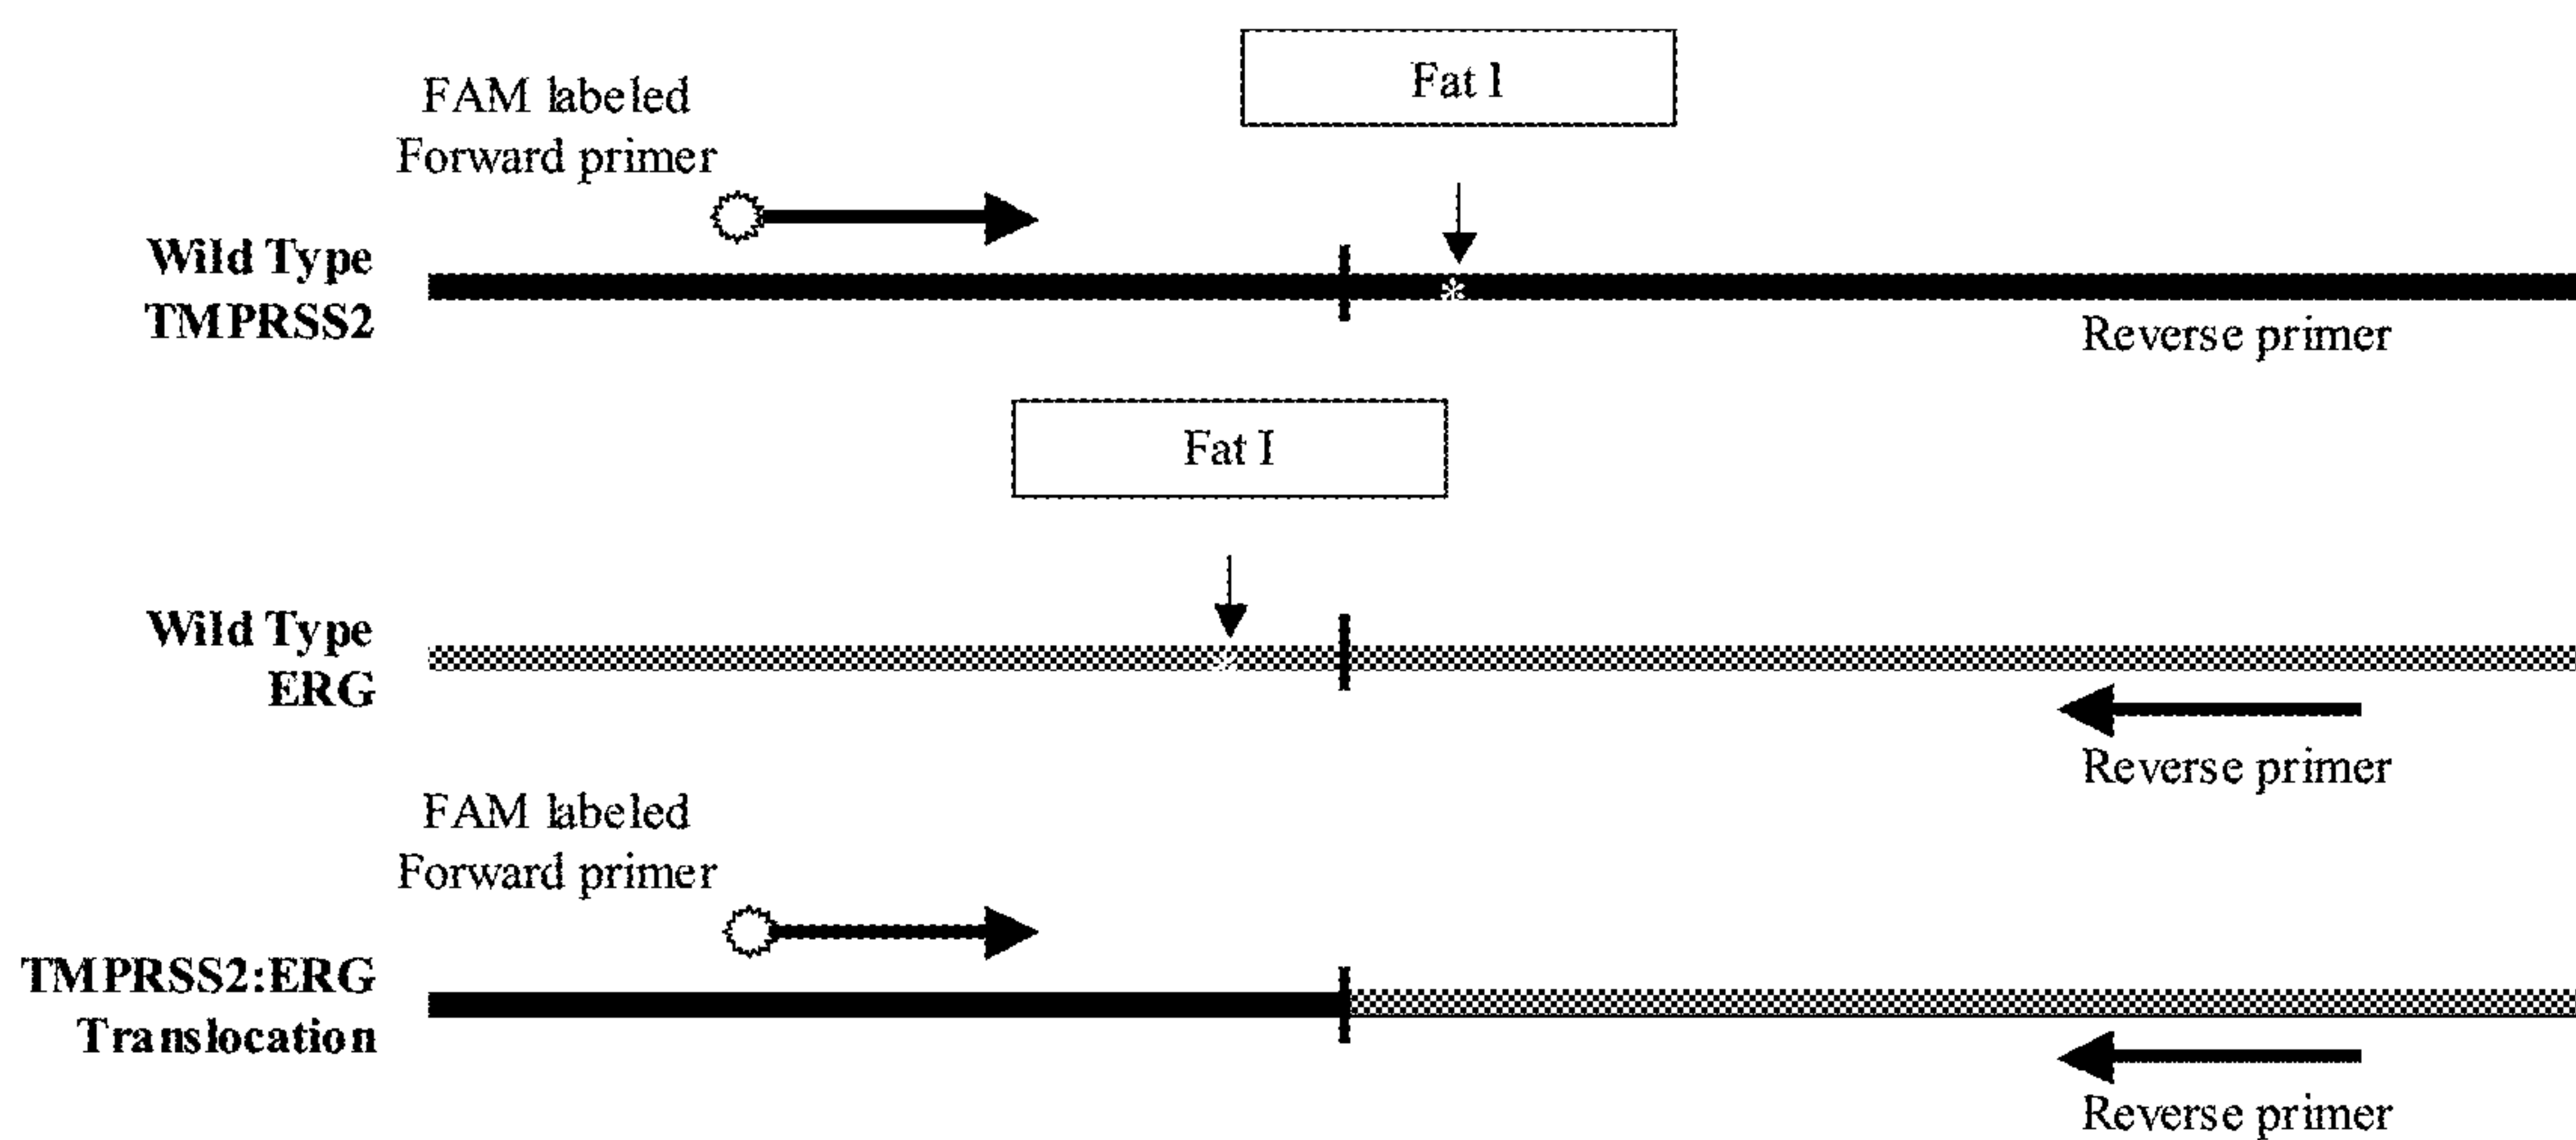 Fat I
FAM labeled
Forward primer
Wild Type
TMPRSS2
*
Reverse primer
Fat I
Wild Type
ERG
*
Reverse primer
FAM labeled
Forward primer
TMPRSS2:ERG
Translocation
Reverse primer